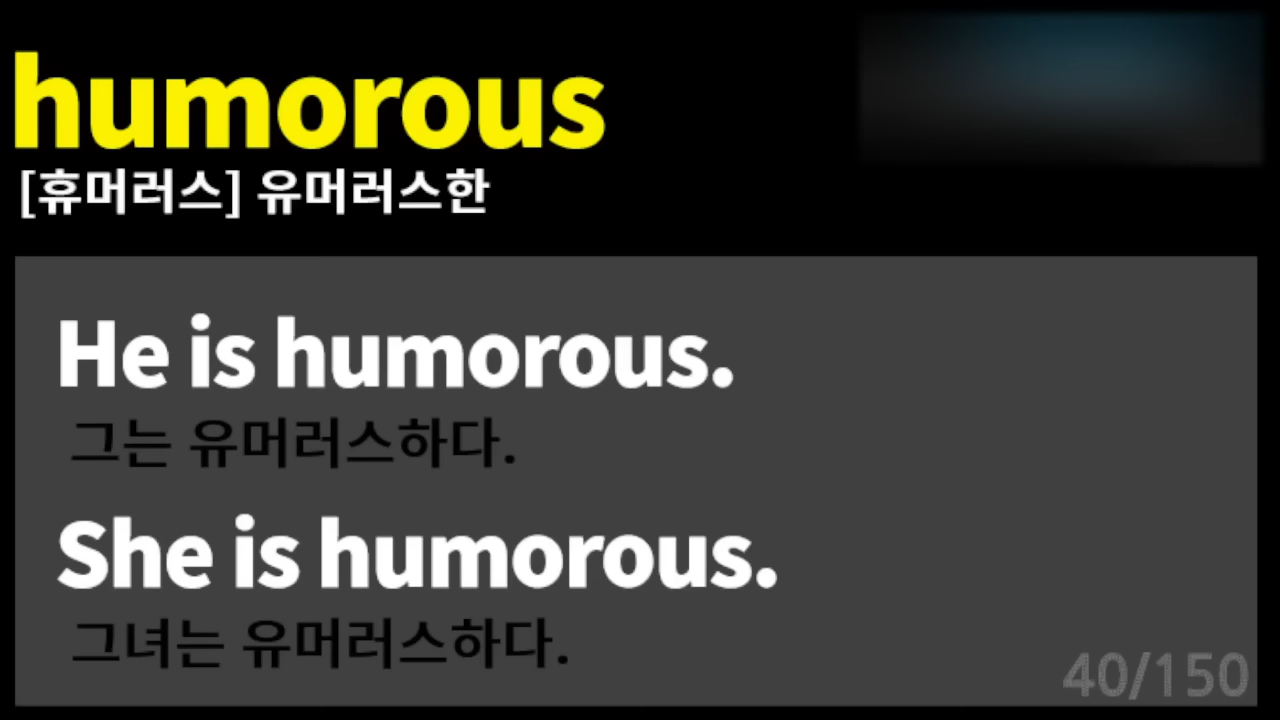 humorous
[휴머러스] 유머러스한
He is humorous.
그는 유머러스하다.
She is humorous.
그녀는 유머러스하다.
40/150